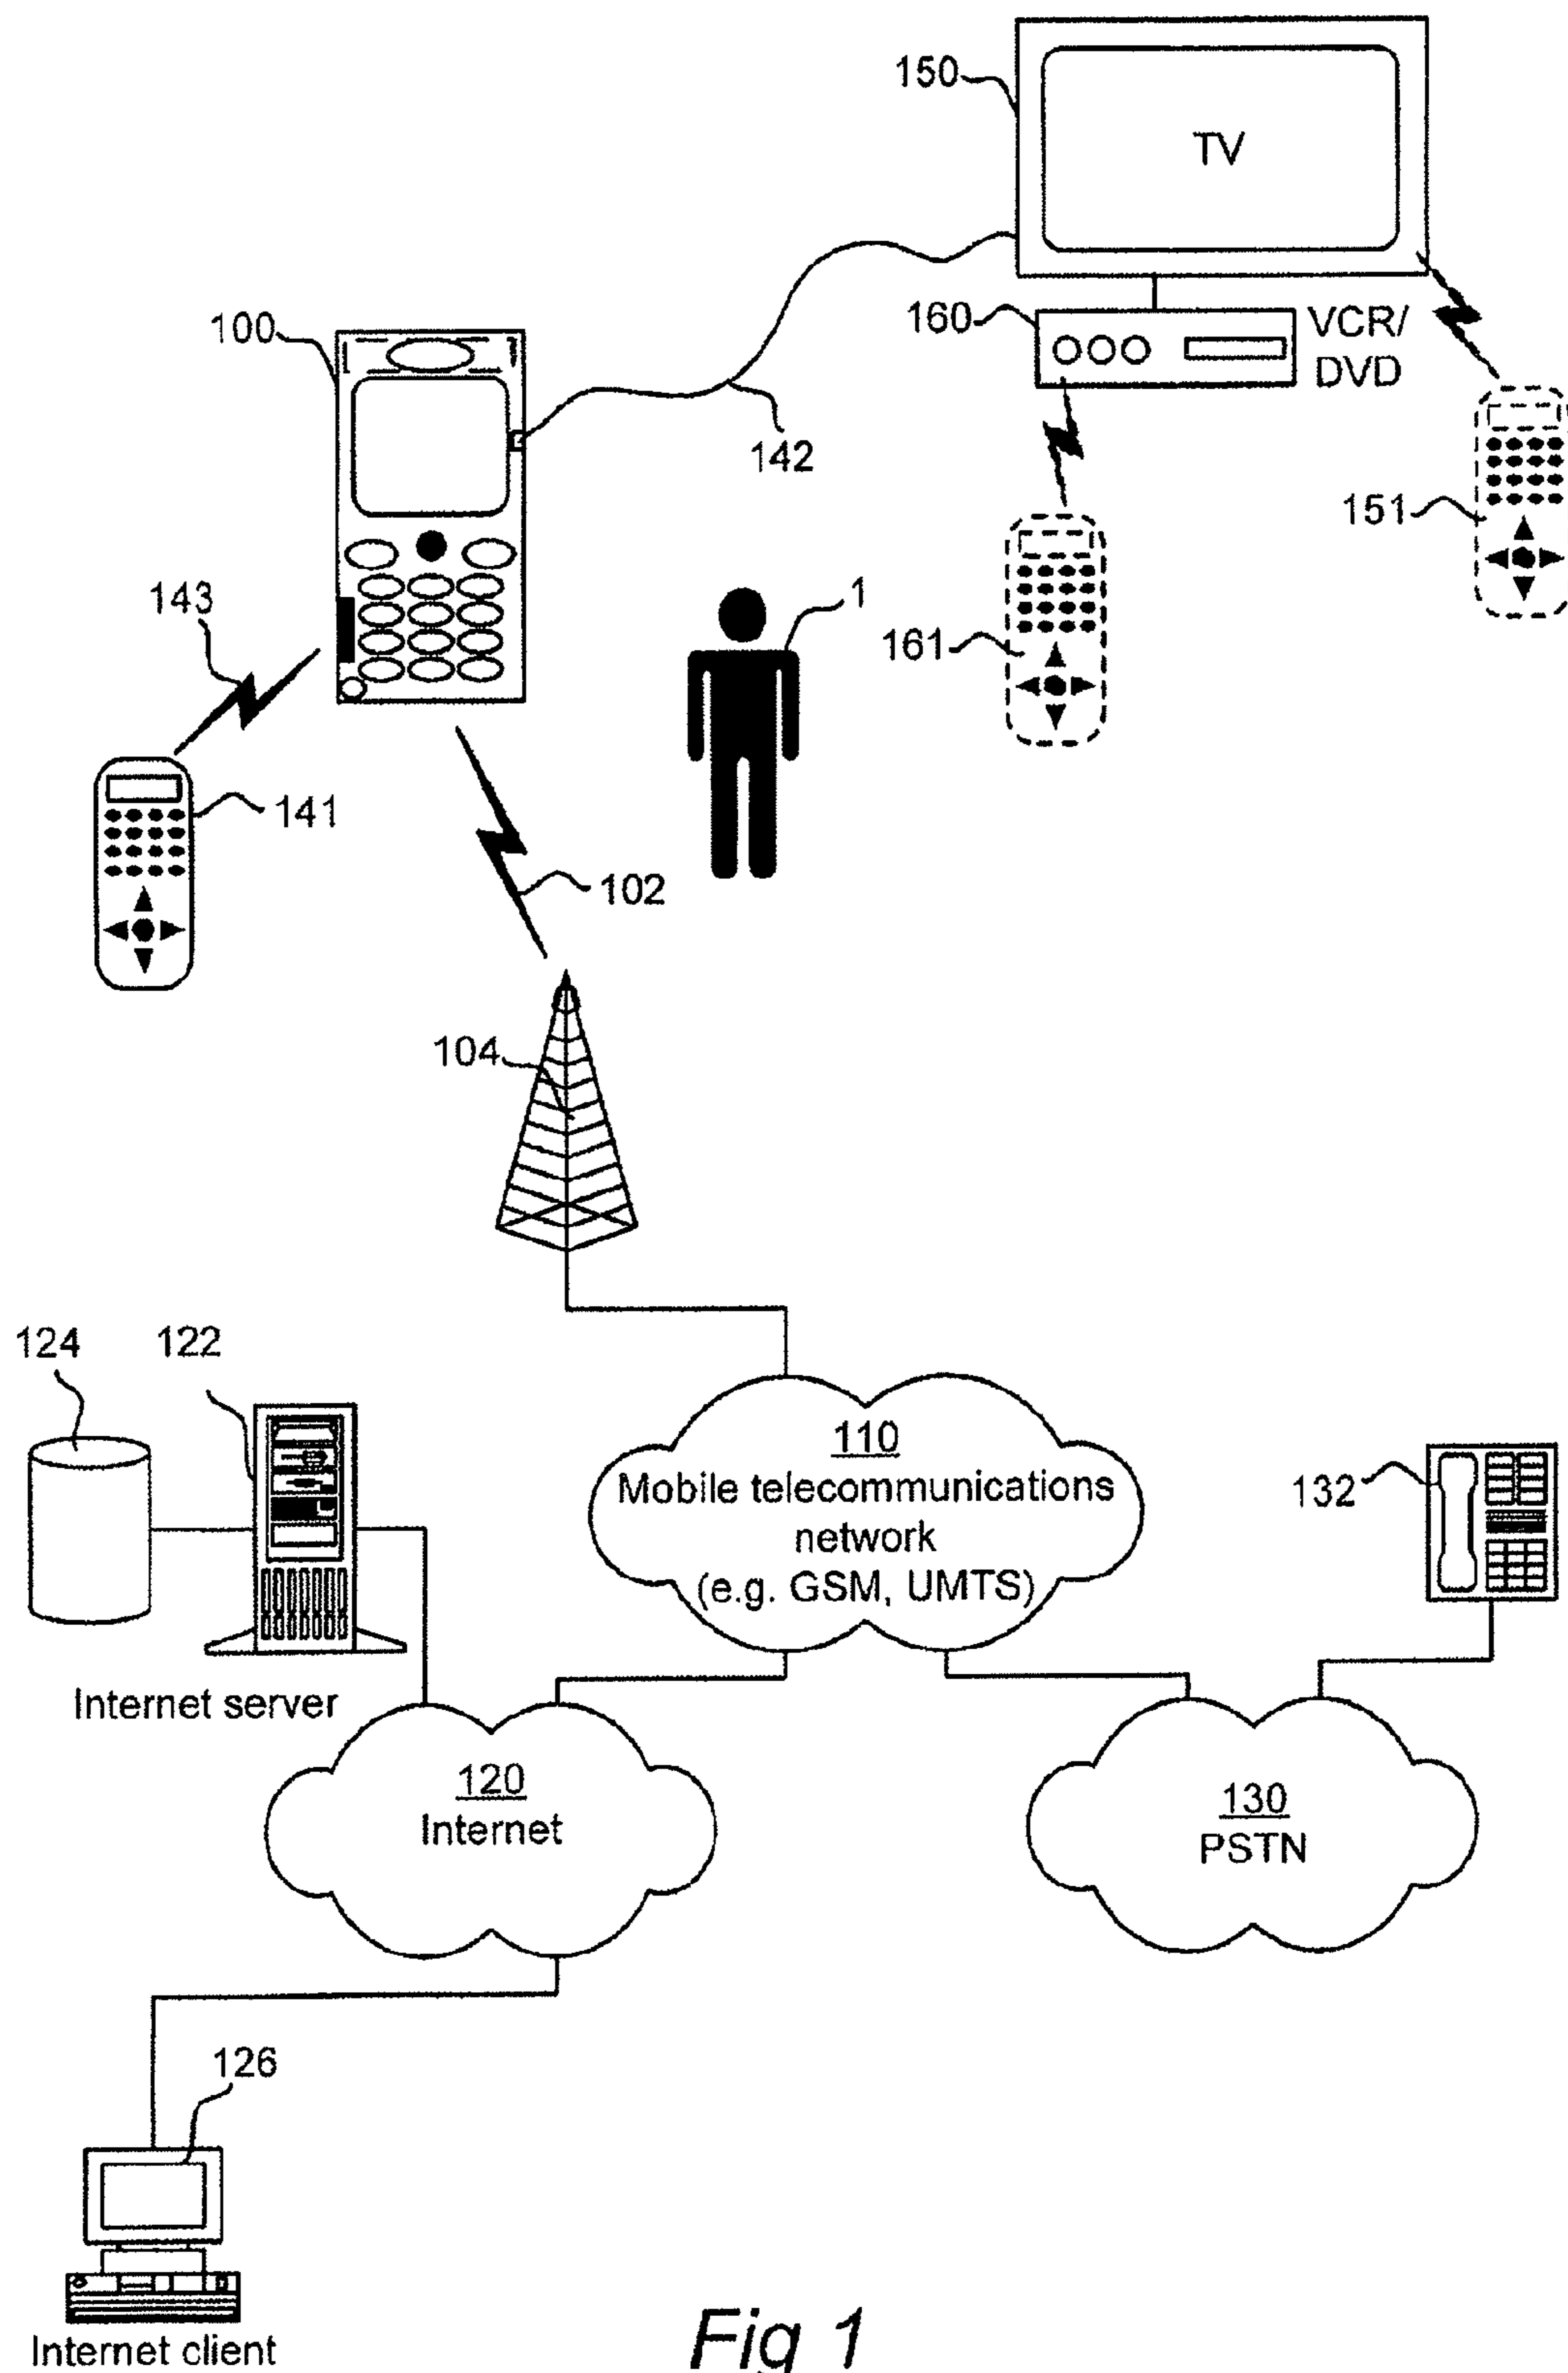 150
TV
100
160
VCR/
DVD
142
151
143
1
161
141
102
104
124
122
110
Mobile telecommunications
network
(e.g. GSM, UMTS)
132
Internet server
120
Internet
130
PSTN
126
Internet client
Fig 1